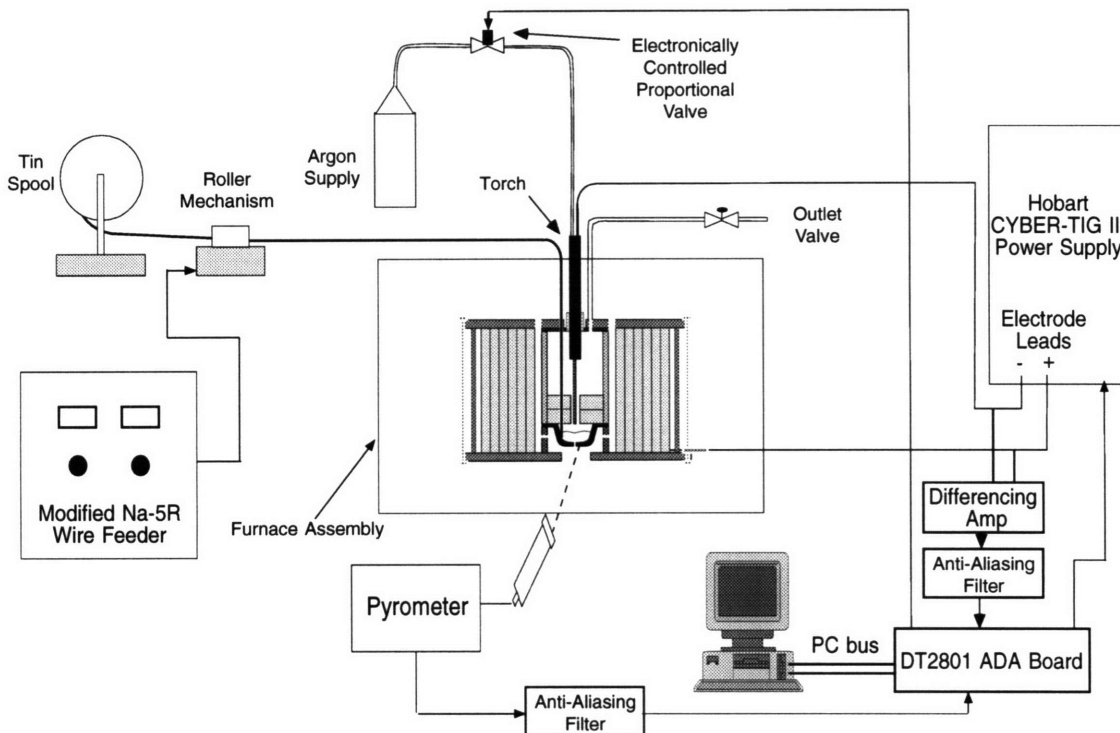 Electronically
Controlled
Proportional
Valve
Tin
Spool
Roller
Mechanism
Argon
Supply
Torch
Outlet
Valve
Hobart
CYBER-TIG II
Power Supply
Electrode
Leads
- +
Modified Na-5R
Wire Feeder
Furnace Assembly
Differencing
Amp
Anti-Aliasing
Filter
Pyrometer
PC bus
DT2801 ADA Board
Anti-Aliasing
Filter